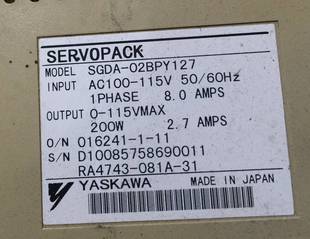 SERVOPACK
MODEL SGDA-02BPY127
INPUT AC100-115V 50/60Hz
1PHASE 8.0 AMPS
OUTPUT 0-115VMAX
200W 2.7 AMPS
O/N 016241-1-11
S/N D10085758690011
RA4743-081A-31
YASKAWA MADE IN JAPAN